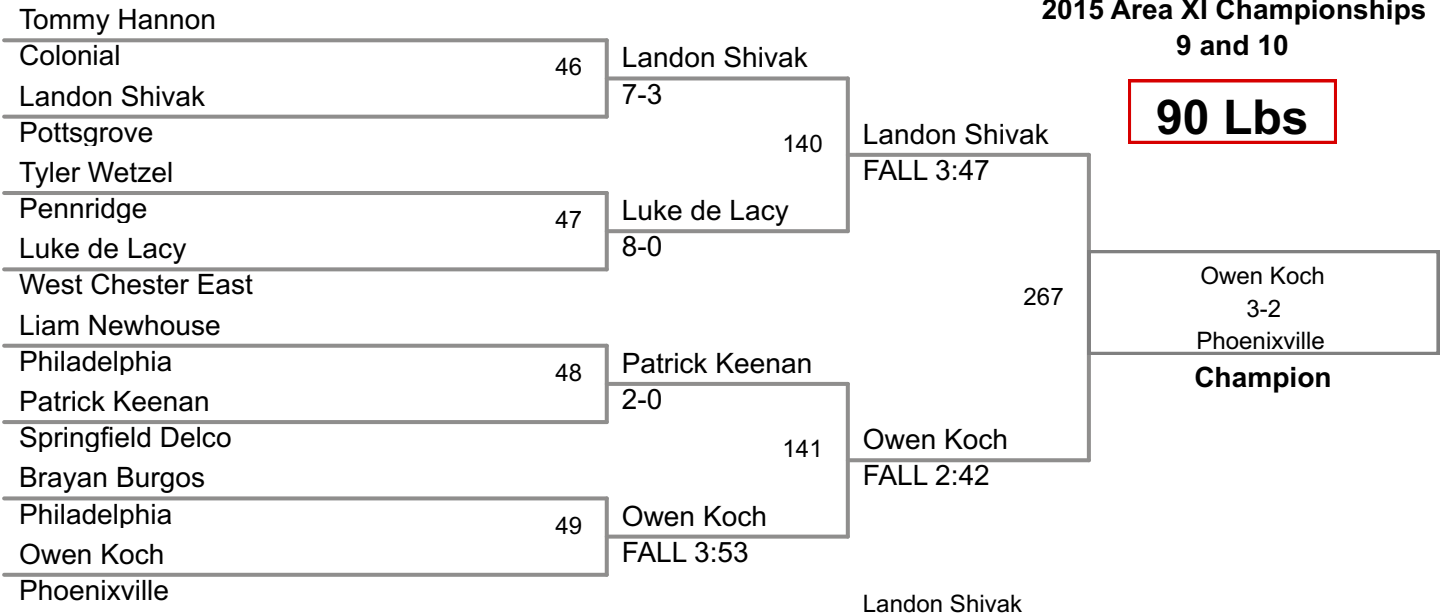 2015 Area XI Championships
9 and 10
90 Lbs
Tommy Hannon
Colonial
Landon Shivak
Pottsgrove
Tyler Wetzel
Pennridge
Luke de Lacy
West Chester East
Liam Newhouse
Philadelphia
Patrick Keenan
Springfield Delco
Brayan Burgos
Philadelphia
Owen Koch
Phoenixville
46
47
48
49
Landon Shivak
7-3
Luke de Lacy
8-0
Patrick Keenan
2-0
Owen Koch
FALL 3:53
140
141
Landon Shivak
FALL 3:47
Owen Koch
FALL 2:42
267
Owen Koch
3-2
Phoenixville
Champion
Landon Shivak